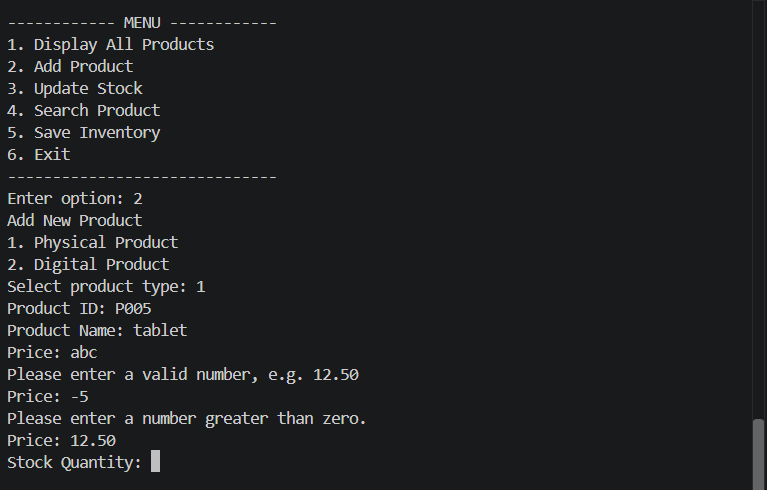 ------------ MENU ------------
1. Display All Products
2. Add Product
3. Update Stock
4. Search Product
5. Save Inventory
6. Exit
------------------------------
Enter option: 2
Add New Product
1. Physical Product
2. Digital Product
Select product type: 1
Product ID: P005
Product Name: tablet
Price: abc
Please enter a valid number, e.g. 12.50
Price: -5
Please enter a number greater than zero.
Price: 12.50
Stock Quantity: